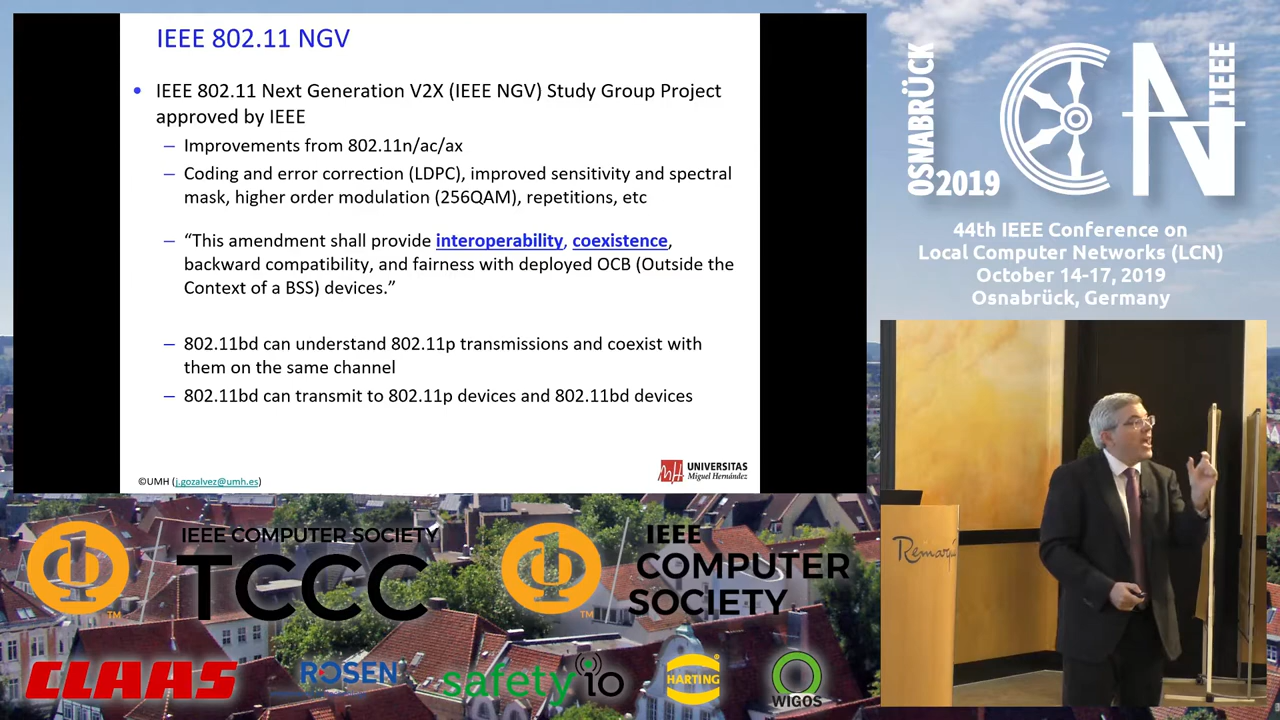 IEEE 802.11 NGV
• IEEE 802.11 Next Generation V2X (IEEE NGV) Study Group Project
approved by IEEE
– Improvements from 802.11n/ac/ax
– Coding and error correction (LDPC), improved sensitivity and spectral
mask, higher order modulation (256QAM), repetitions, etc
– “This amendment shall provide interoperability, coexistence,
backward compatibility, and fairness with deployed OCB (Outside the
Context of a BSS) devices.”
– 802.11bd can understand 802.11p transmissions and coexist with
them on the same channel
– 802.11bd can transmit to 802.11p devices and 802.11bd devices
©UMH (j.gozalvez@umh.es)
UNIVERSITAS
Miguel Hernández
OSNABRÜCK
2019
LCN
IEEE
44th IEEE Conference on
Local Computer Networks (LCN)
October 14-17, 2019
Osnabrück, Germany
IEEE COMPUTER SOCIETY
TCCC
TM
IEEE
COMPUTER
SOCIETY
TM
CLAAS
ROSEN
safety io
HARTING
WIGOS